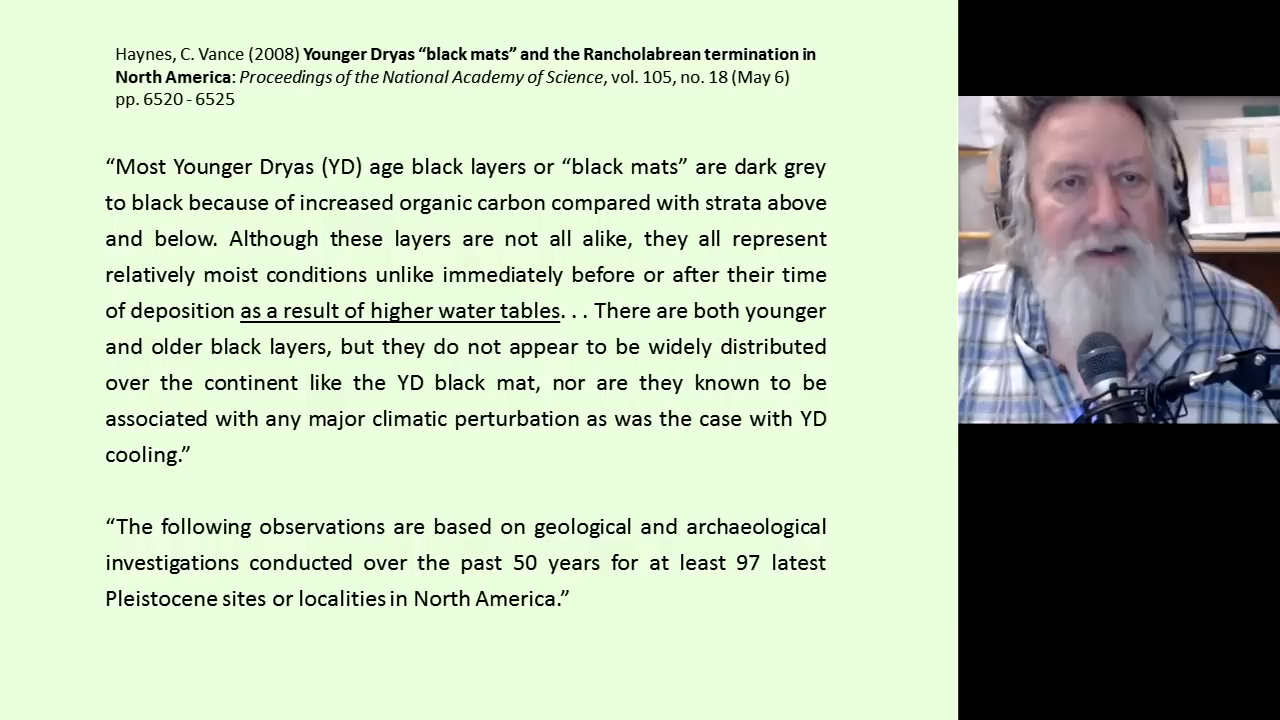 Haynes, C. Vance (2008) Younger Dryas “black mats” and the Rancholabrean termination in
North America: Proceedings of the National Academy of Science, vol. 105, no. 18 (May 6)
pp. 6520 - 6525
“Most Younger Dryas (YD) age black layers or “black mats” are dark grey
to black because of increased organic carbon compared with strata above
and below. Although these layers are not all alike, they all represent
relatively moist conditions unlike immediately before or after their time
of deposition as a result of higher water tables. . . There are both younger
and older black layers, but they do not appear to be widely distributed
over the continent like the YD black mat, nor are they known to be
associated with any major climatic perturbation as was the case with YD
cooling.”
“The following observations are based on geological and archaeological
investigations conducted over the past 50 years for at least 97 latest
Pleistocene sites or localities in North America.”